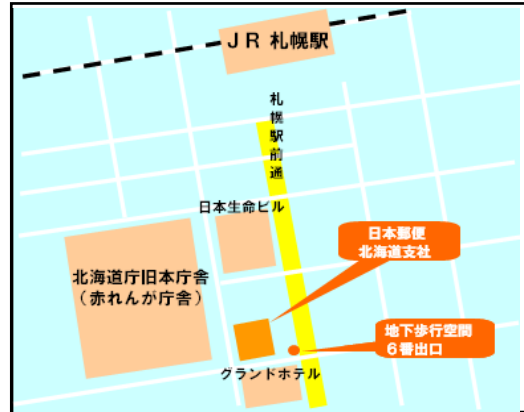 JR 札幌駅
札幌駅前通
日本生命ビル
日本郵便
北海道支社
北海道庁旧本庁舎
（赤れんが庁舎）
地下歩行空間
６番出口
グランドホテル